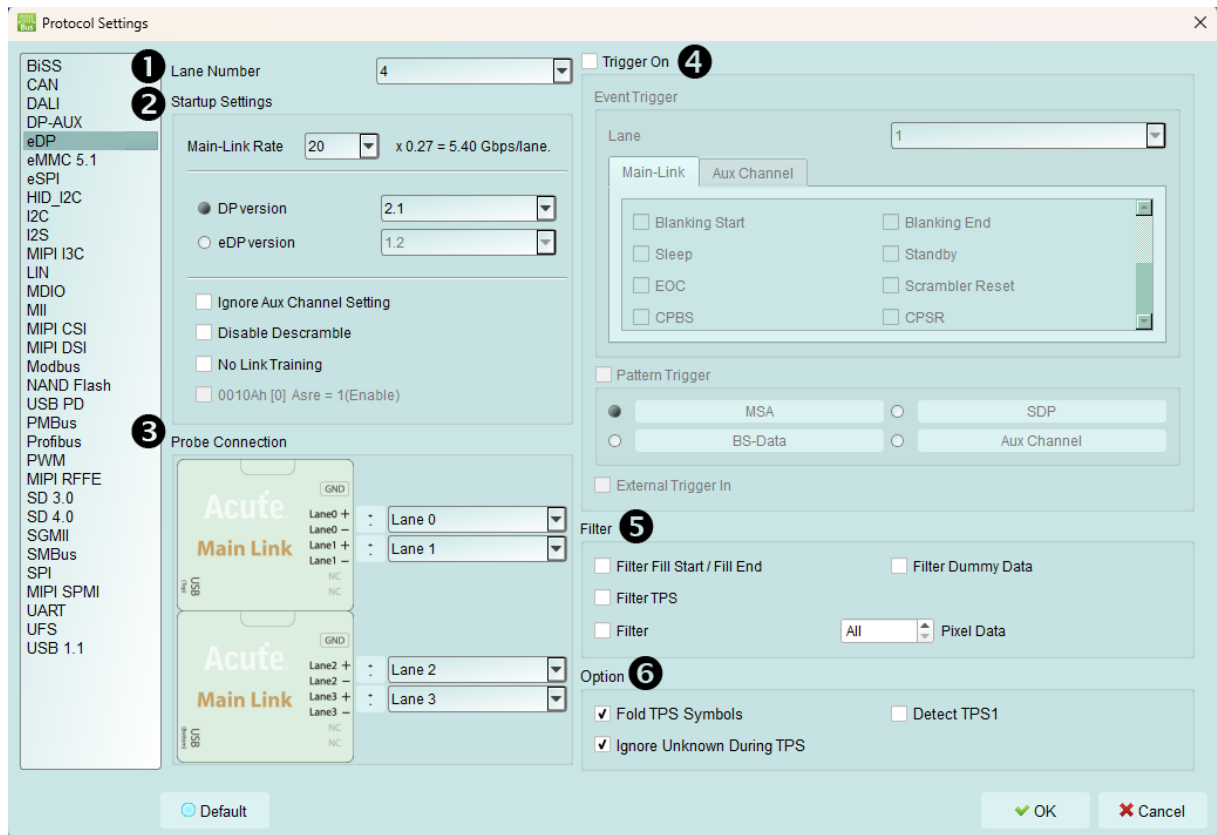 Bus
Protocol Settings
BiSS
CAN
DALI
DP-AUX
eDP
eMMC 5.1
eSPI
HID_I2C
I2C
I2S
MIPI I3C
LIN
MDIO
MII
MIPI CSI
MIPI DSI
Modbus
NAND Flash
USB PD
PMBus
Profibus
PWM
MIPI RFFE
SD 3.0
SD 4.0
SGMII
SMBus
SPI
MIPI SPMI
UART
UFS
USB 1.1
1 Lane Number 4
2 Startup Settings
Main-Link Rate 20 x 0.27 = 5.40 Gbps/lane.
DP version 2.1
eDP version 1.2
Ignore Aux Channel Setting
Disable Descramble
No Link Training
0010Ah [0] Asre = 1(Enable)
3 Probe Connection
Acute
Main Link
GND
Lane0 + : Lane 0
Lane0 –
Lane1 + : Lane 1
Lane1 –
NC
NC
USB
Acute
Main Link
GND
Lane2 + : Lane 2
Lane2 –
Lane3 + : Lane 3
Lane3 –
NC
NC
USB
Trigger On 4
Event Trigger
Lane 1
Main-Link Aux Channel
Blanking Start Blanking End
Sleep Standby
EOC Scrambler Reset
CPBS CPSR
Pattern Trigger
MSA SDP
BS-Data Aux Channel
External Trigger In
Filter 5
Filter Fill Start / Fill End Filter Dummy Data
Filter TPS
Filter All Pixel Data
Option 6
Fold TPS Symbols Detect TPS1
Ignore Unknown During TPS
Default
OK Cancel